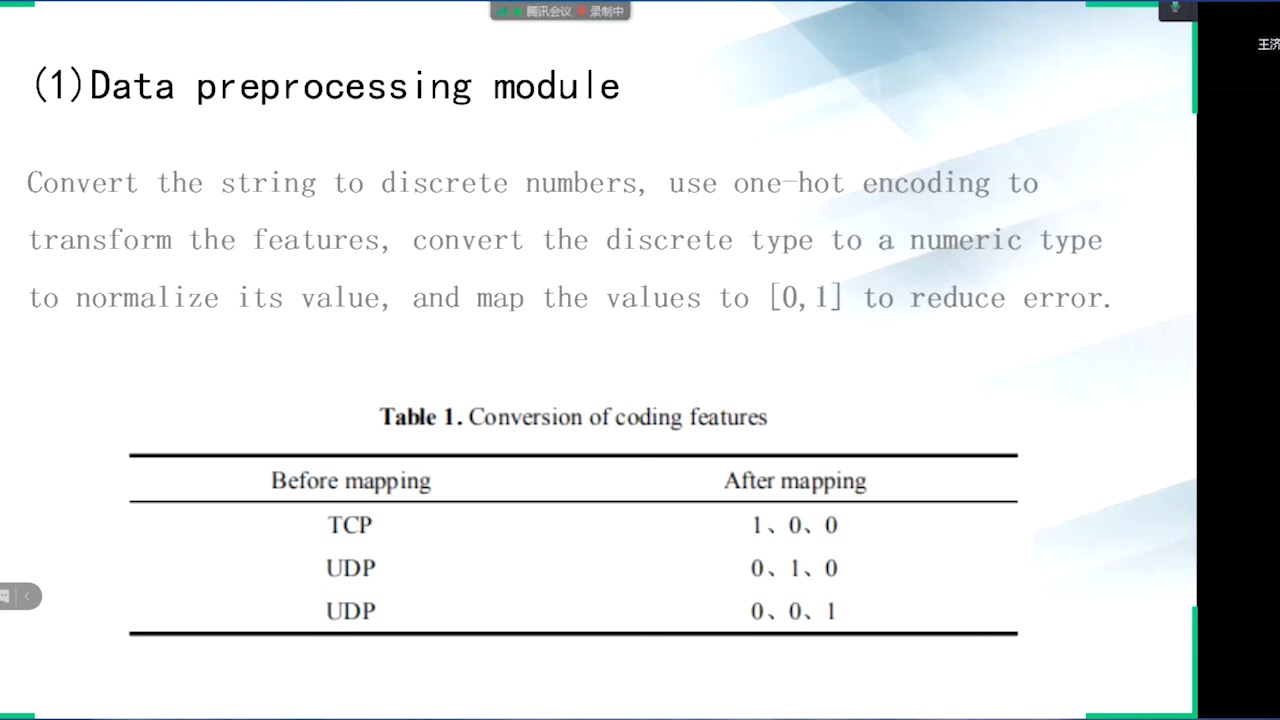 腾讯会议 录制中
王济
(1)Data preprocessing module
Convert the string to discrete numbers, use one-hot encoding to
transform the features, convert the discrete type to a numeric type
to normalize its value, and map the values to [0,1] to reduce error.
Table 1. Conversion of coding features
Before mapping After mapping
TCP 1、0、0
UDP 0、1、0
UDP 0、0、1